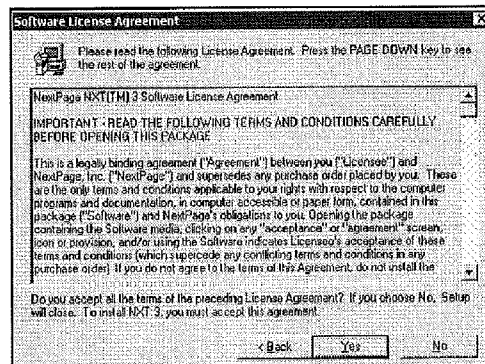 Software License Agreement
Please read the following License Agreement. Press the PAGE DOWN key to see
the rest of the agreement.
NextPage NXT(TM) 3 Software License Agreement
IMPORTANT - READ THE FOLLOWING TERMS AND CONDITIONS CAREFULLY
BEFORE OPENING THIS PACKAGE
This is a legally binding agreement ("Agreement") between you ("Licensee") and
NextPage, Inc. ("NextPage") and supersedes any purchase order placed by you. These
are the only terms and conditions applicable to your rights with respect to the computer
programs and documentation, in computer accessible or paper form, contained in this
package ("Software") and NextPage's obligations to you. Opening the package
containing the Software media, clicking on any "acceptance" or "agreement" screen,
icon or provision, and/or using the Software indicates Licensee's acceptance of these
terms and conditions (which supercede any conflicting terms and conditions in any
purchase order) If you do not agree to the terms of this Agreement, do not install the
Do you accept all the terms of the preceding License Agreement? If you choose No, Setup
will close. To install NXT 3, you must accept this agreement.
< Back Yes No